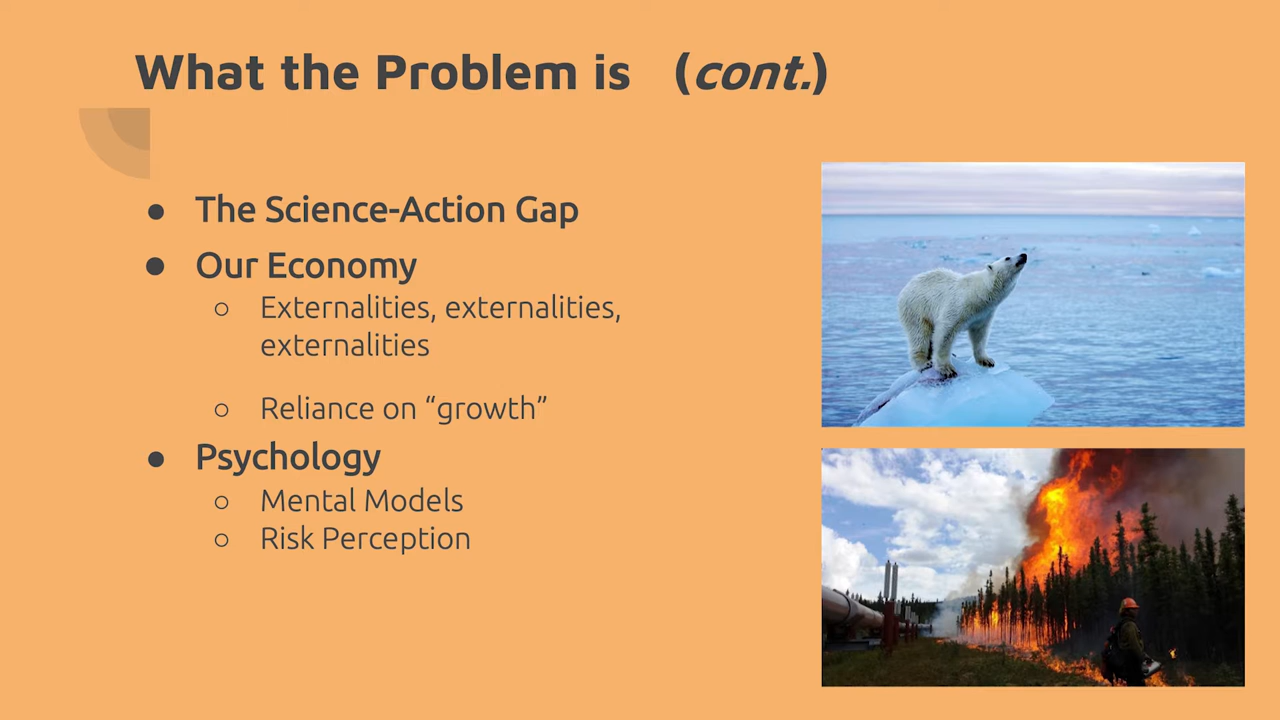 What the Problem is (cont.)
● The Science-Action Gap
● Our Economy
○ Externalities, externalities,
externalities
○ Reliance on “growth”
● Psychology
○ Mental Models
○ Risk Perception